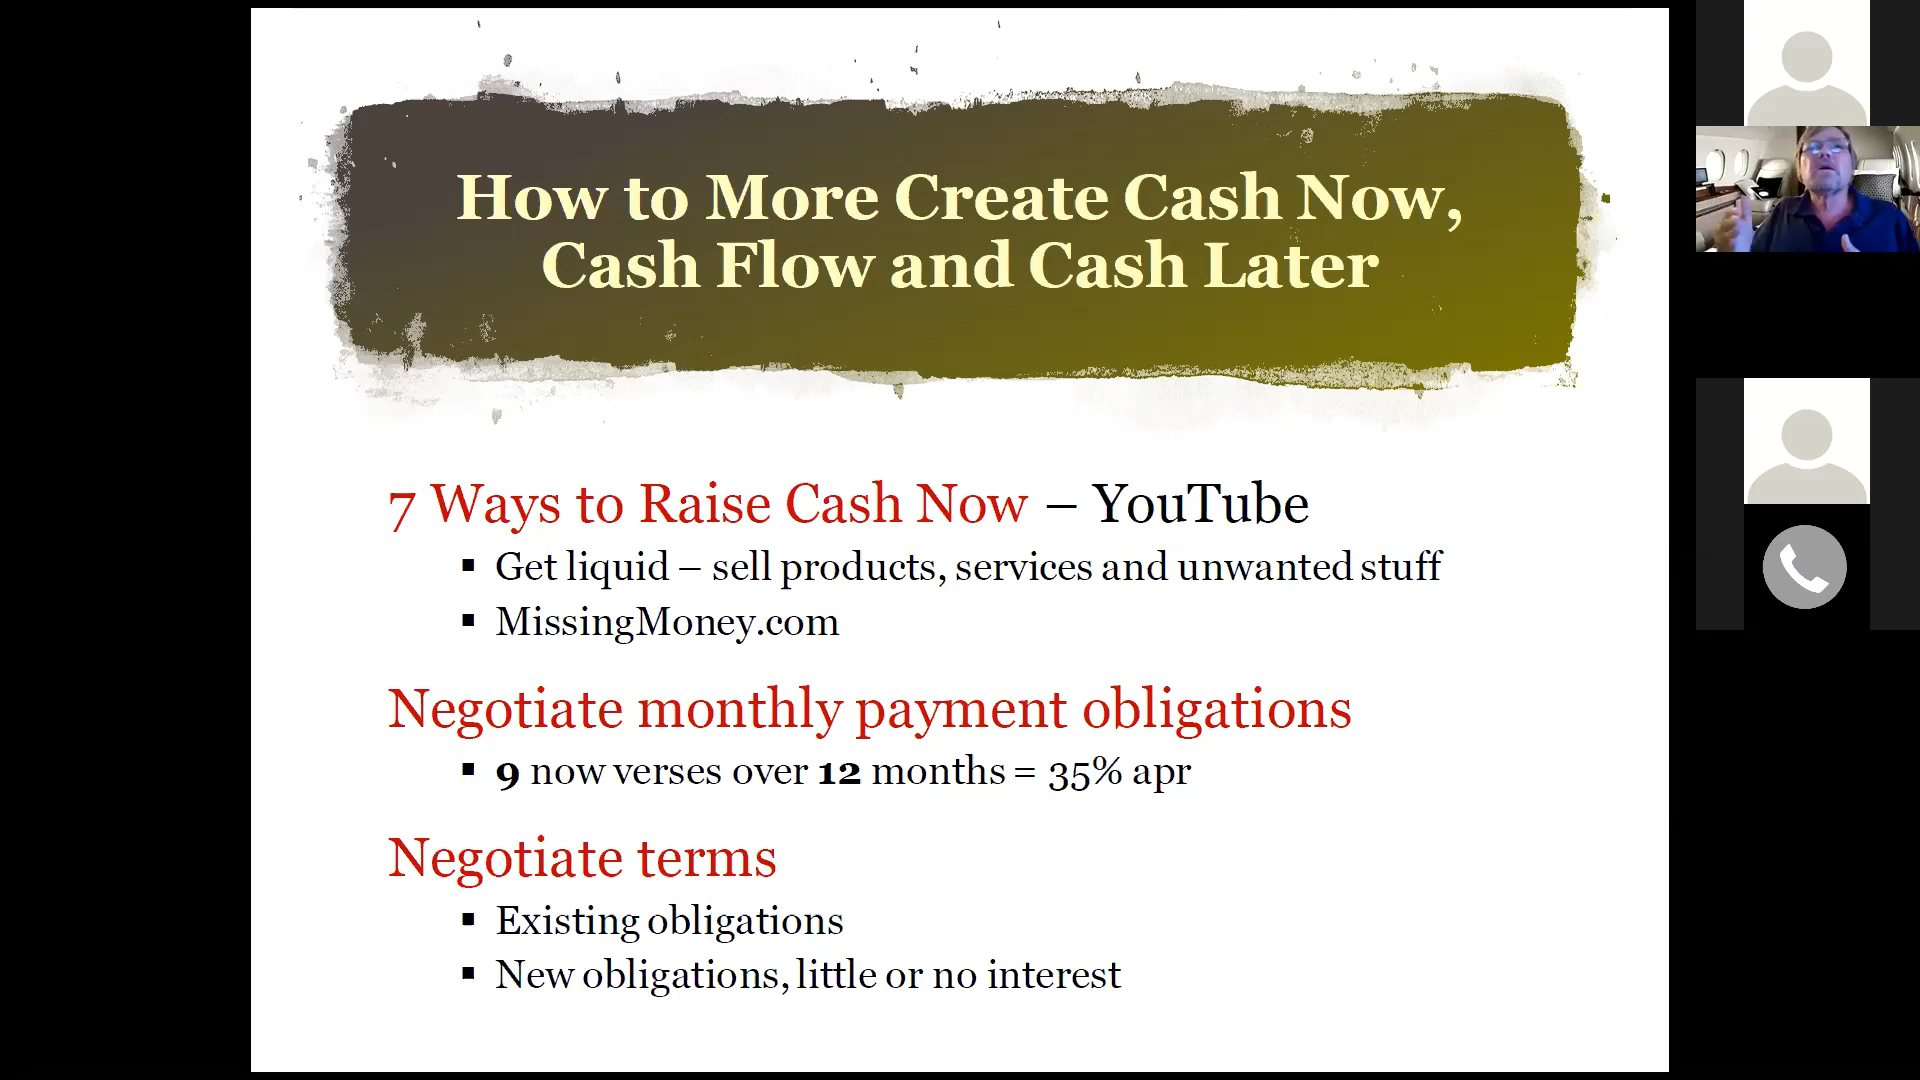 How to More Create Cash Now,
Cash Flow and Cash Later
7 Ways to Raise Cash Now – YouTube
▪ Get liquid – sell products, services and unwanted stuff
▪ MissingMoney.com
Negotiate monthly payment obligations
▪ 9 now verses over 12 months = 35% apr
Negotiate terms
▪ Existing obligations
▪ New obligations, little or no interest